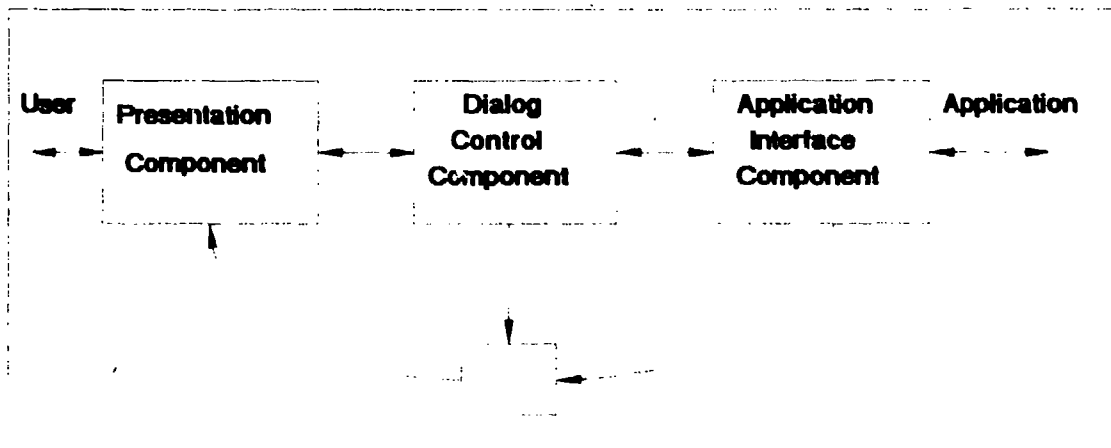 User
Presentation
Component
Dialog
Control
Component
Application
Interface
Component
Application